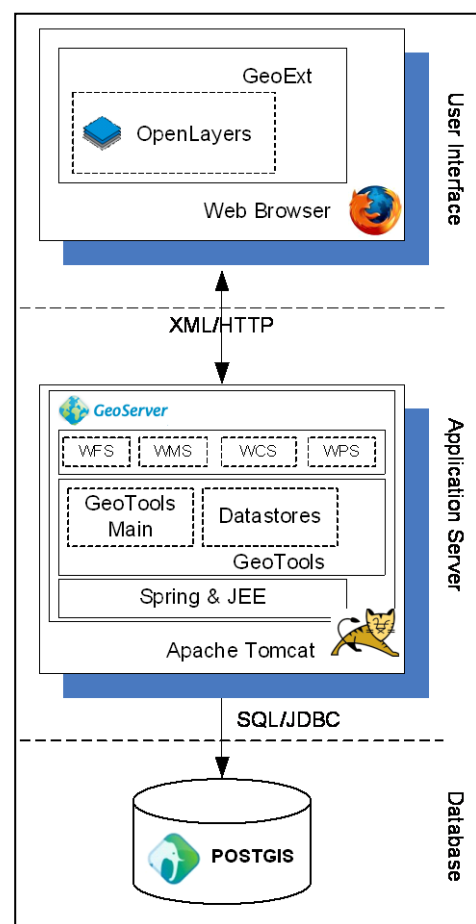 GeoExt
OpenLayers
Web Browser
User Interface
XML/HTTP
GeoServer
WFS
WMS
WCS
WPS
GeoTools
Main
Datastores
GeoTools
Spring & JEE
Apache Tomcat
Application Server
SQL/JDBC
POSTGIS
Database